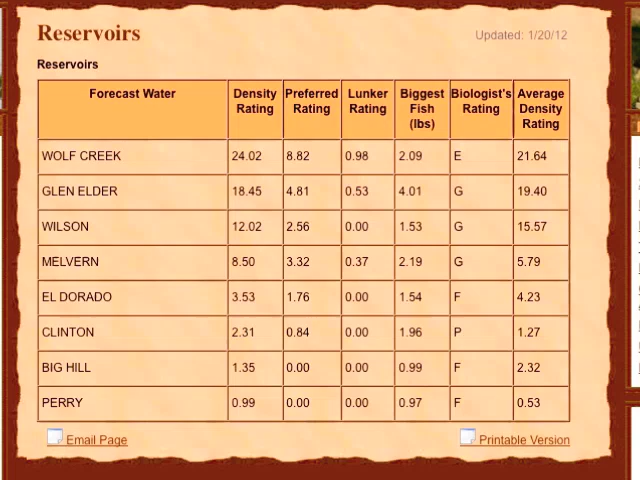 Reservoirs
Updated: 1/20/12
Reservoirs
Forecast Water Density Rating Preferred Rating Lunker Rating Biggest Fish (lbs) Biologist's Rating Average Density Rating
WOLF CREEK 24.02 8.82 0.98 2.09 E 21.64
GLEN ELDER 18.45 4.81 0.53 4.01 G 19.40
WILSON 12.02 2.56 0.00 1.53 G 15.57
MELVERN 8.50 3.32 0.37 2.19 G 5.79
EL DORADO 3.53 1.76 0.00 1.54 F 4.23
CLINTON 2.31 0.84 0.00 1.96 P 1.27
BIG HILL 1.35 0.00 0.00 0.99 F 2.32
PERRY 0.99 0.00 0.00 0.97 F 0.53
Email Page
Printable Version